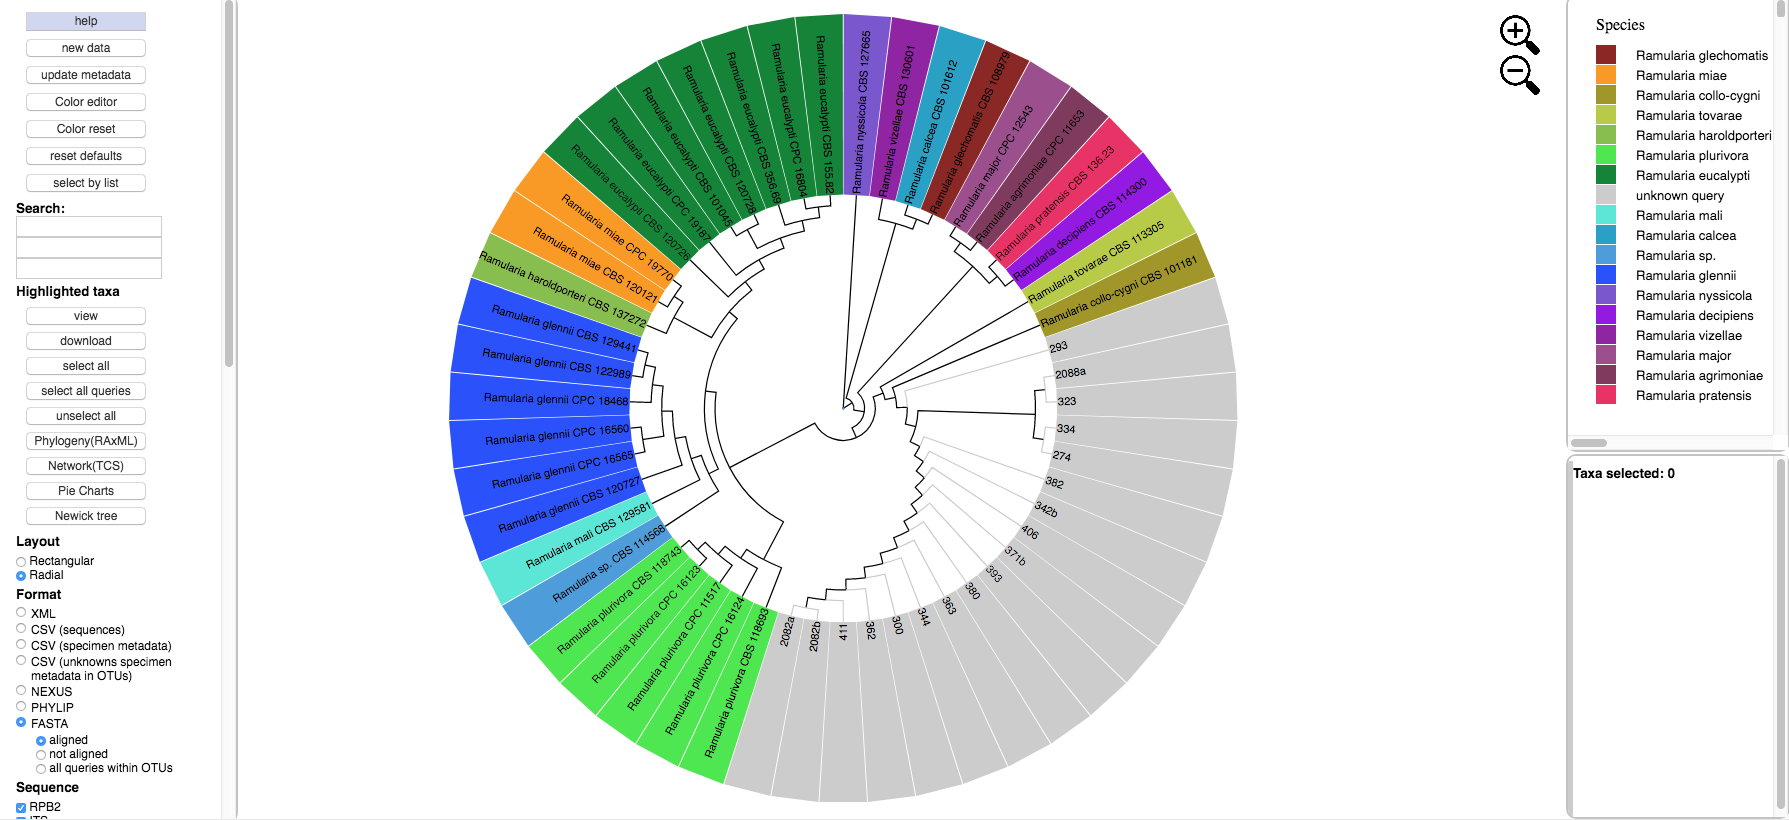 help
new data
update metadata
Color editor
Color reset
reset defaults
select by list
Search:
Highlighted taxa
view
download
select all
select all queries
unselect all
Phylogeny(RAxML)
Network(TCS)
Pie Charts
Newick tree
Layout
Rectangular
Radial
Format
XML
CSV (sequences)
CSV (specimen metadata)
CSV (unknowns specimen
metadata in OTUs)
NEXUS
PHYLIP
FASTA
aligned
not aligned
all queries within OTUs
Sequence
RPB2
Ramularia nyssicola CBS 127665
Ramularia vizellae CBS 130601
Ramularia calcea CBS 101612
Ramularia glechomatis CBS 108979
Ramularia major CPC 12543
Ramularia agrimoniae CPC 11653
Ramularia pratensis CBS 136.23
Ramularia decipiens CBS 114300
Ramularia tovarae CBS 113305
Ramularia collo-cygni CBS 101181
293
2088a
323
334
274
382
342b
406
371b
393
380
363
344
300
362
411
2082b
2082a
Ramularia plurivora CBS 118693
Ramularia plurivora CPC 16124
Ramularia plurivora CPC 11517
Ramularia plurivora CPC 16123
Ramularia plurivora CBS 118743
Ramularia sp. CBS 114568
Ramularia mali CBS 129581
Ramularia glennii CBS 120727
Ramularia glennii CPC 16565
Ramularia glennii CPC 16560
Ramularia glennii CPC 18468
Ramularia glennii CBS 122989
Ramularia glennii CBS 129441
Ramularia haroldporteri CBS 137272
Ramularia miae CBS 120121
Ramularia miae CPC 19770
Ramularia eucalypti CBS 120726
Ramularia eucalypti CPC 19187
Ramularia eucalypti CBS 101045
Ramularia eucalypti CBS 120728
Ramularia eucalypti CBS 356.69
Ramularia eucalypti CPC 16804
Ramularia eucalypti CBS 155.82
Species
Ramularia glechomatis
Ramularia miae
Ramularia collo-cygni
Ramularia tovarae
Ramularia haroldporteri
Ramularia plurivora
Ramularia eucalypti
unknown query
Ramularia mali
Ramularia calcea
Ramularia sp.
Ramularia glennii
Ramularia nyssicola
Ramularia decipiens
Ramularia vizellae
Ramularia major
Ramularia agrimoniae
Ramularia pratensis
Taxa selected: 0